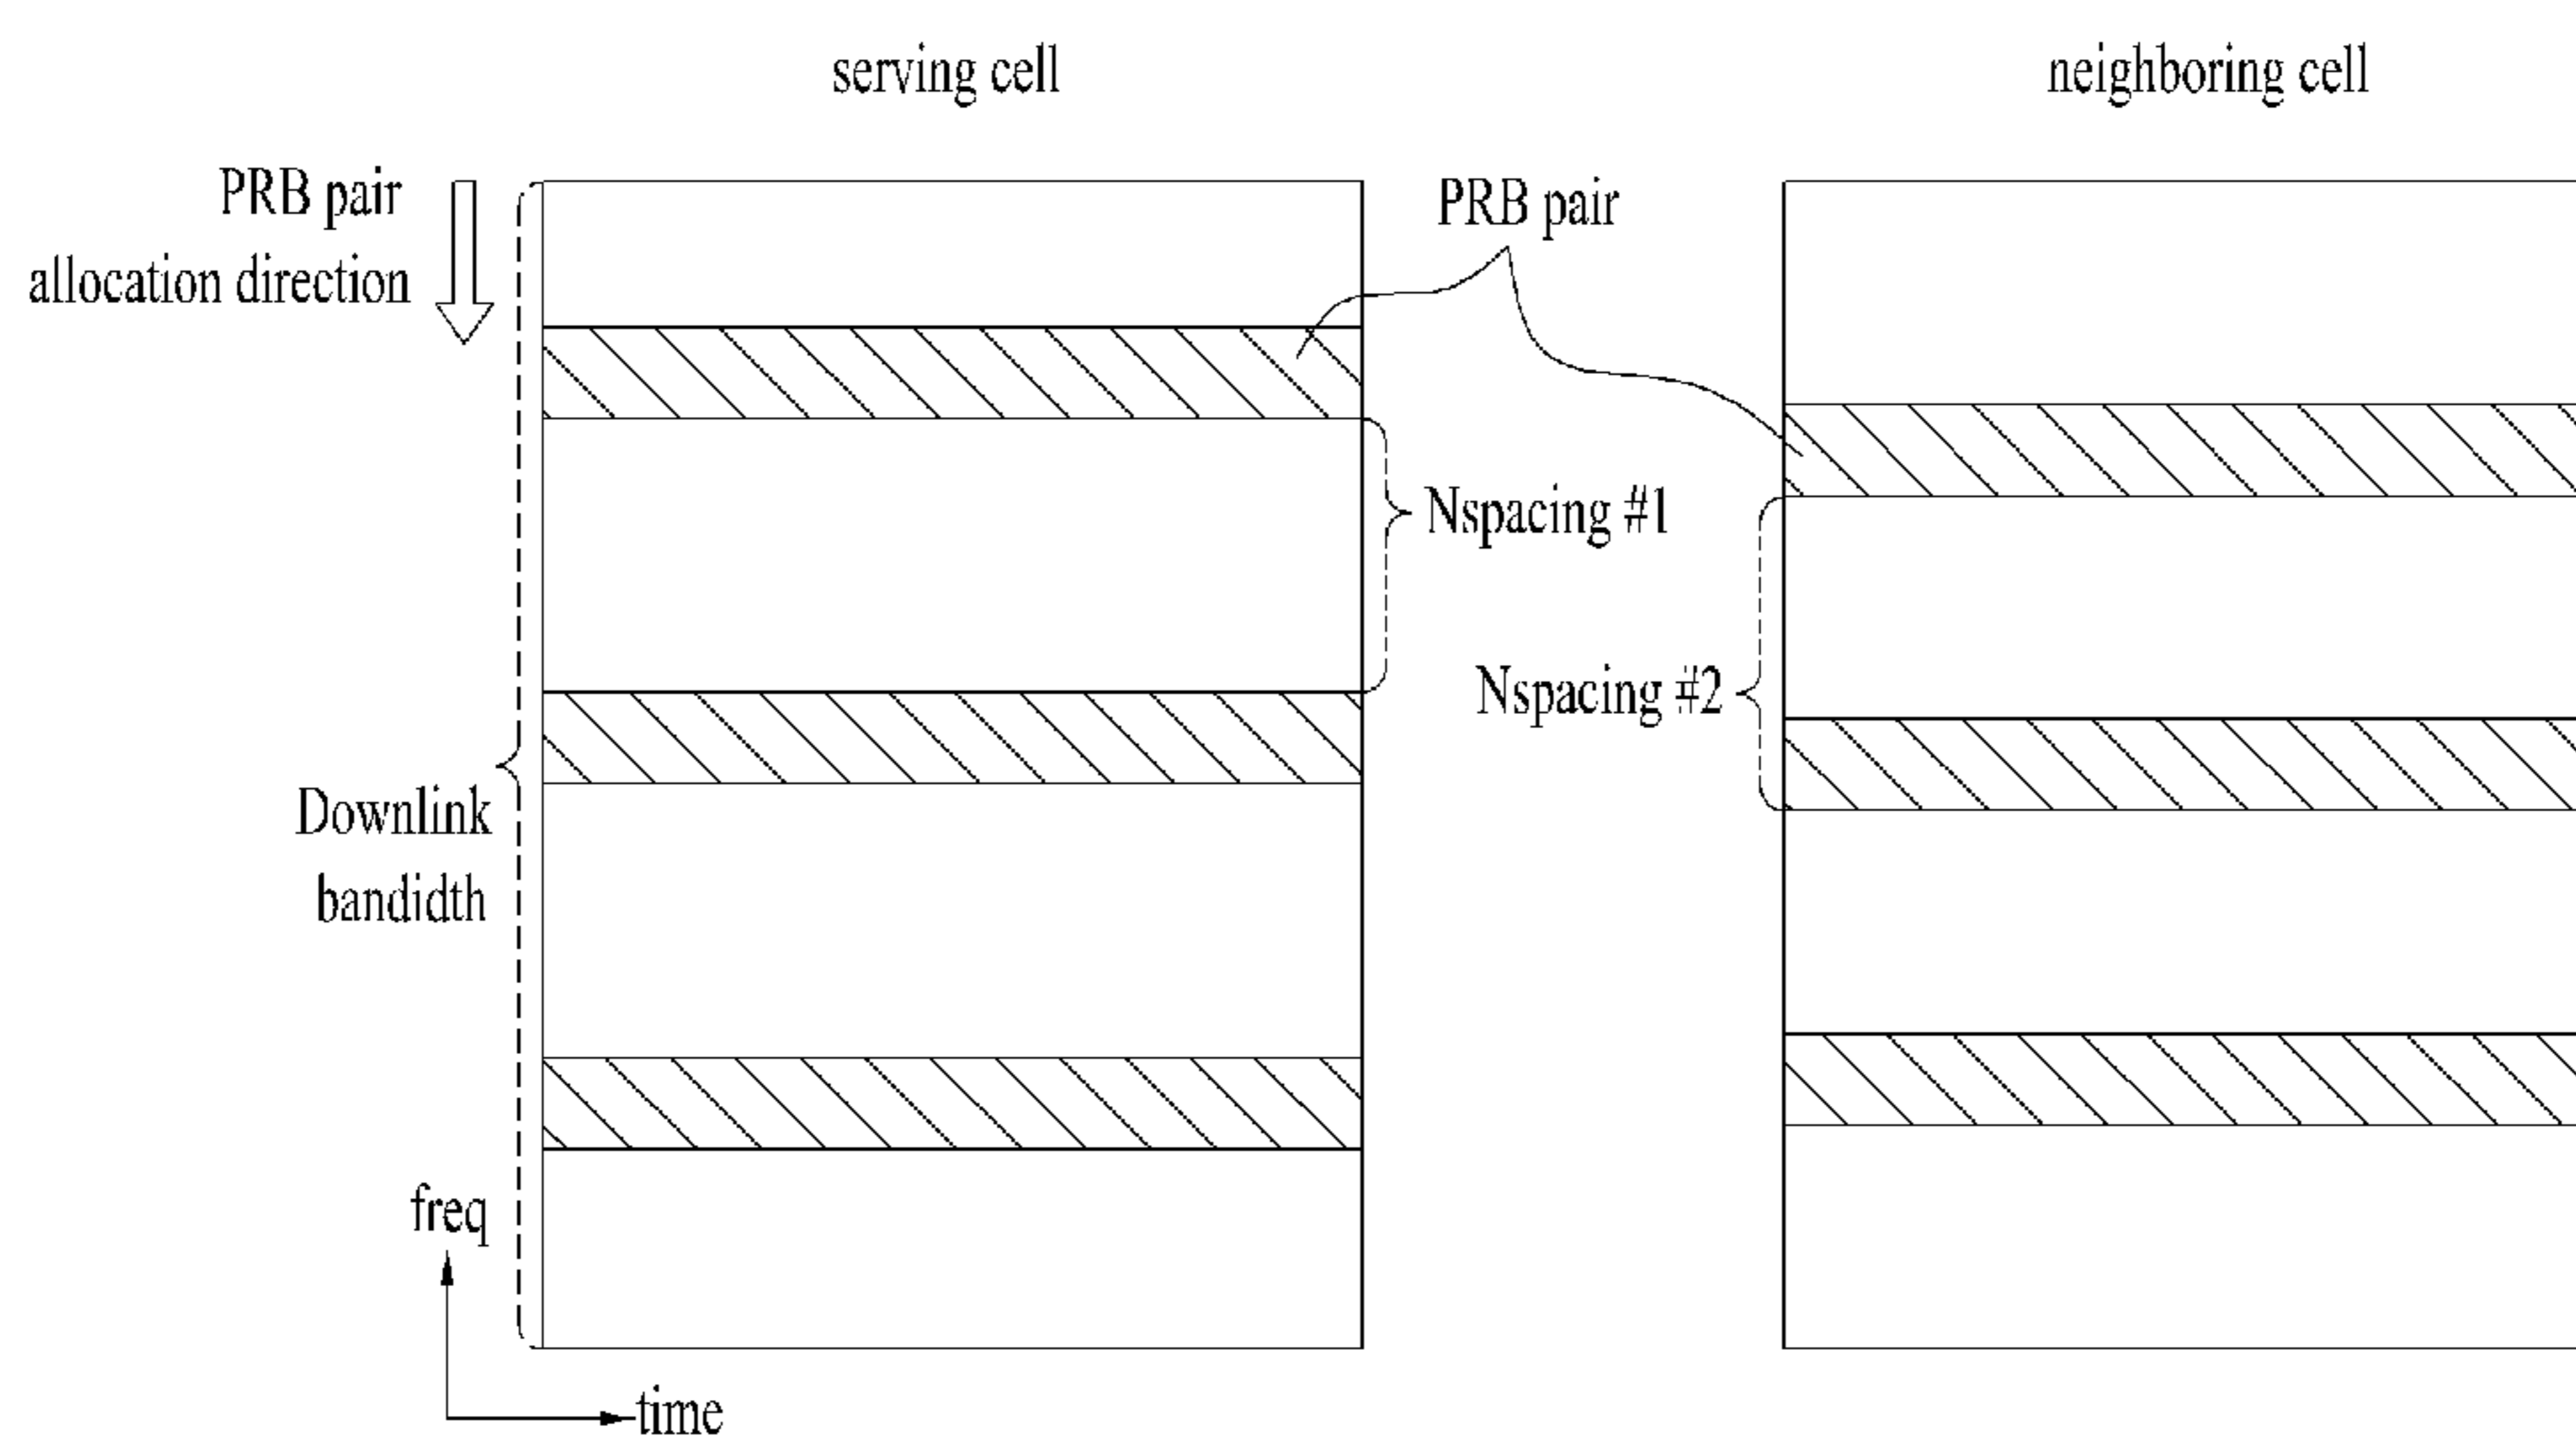 serving cell
neighboring cell
PRB pair
allocation direction
PRB pair
Nspacing #1
Nspacing #2
Downlink
bandidth
freq
time